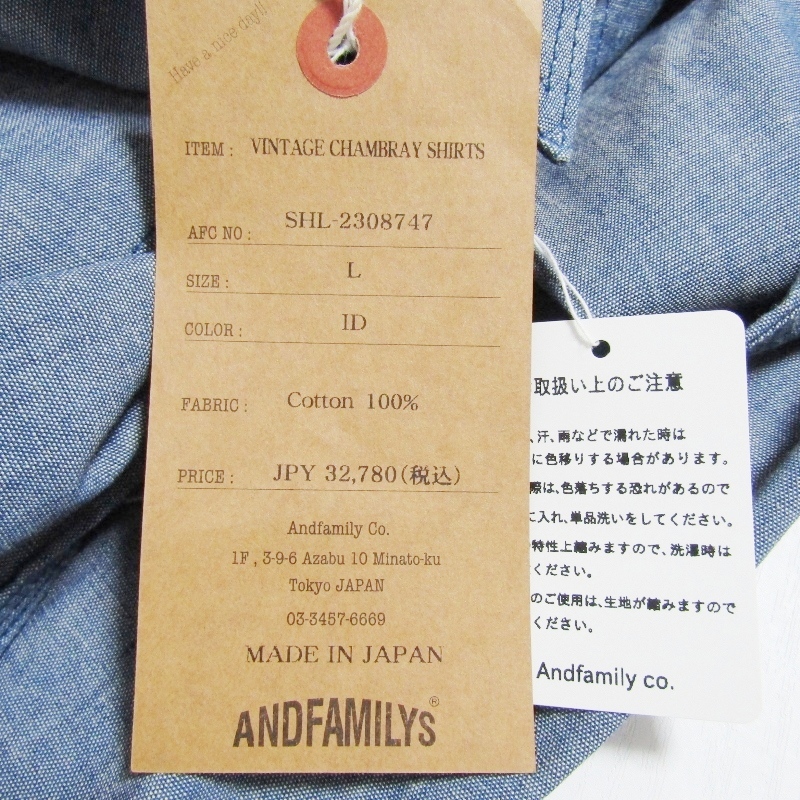 Have a nice day!!
ITEM : VINTAGE CHAMBRAY SHIRTS
AFC NO : SHL-2308747
SIZE : L
COLOR : ID
FABRIC : Cotton 100%
PRICE : JPY 32,780(税込)
Andfamily Co.
1F , 3-9-6 Azabu 10 Minato-ku
Tokyo JAPAN
03-3457-6669
MADE IN JAPAN
ANDFAMILYS®
取扱い上のご注意
、汗、雨などで濡れた時は
に色移りする場合があります。
際は、色落ちする恐れがあるので
に入れ、単品洗いをしてください。
特性上縮みますので、洗濯時は
ください。
のご使用は、生地が縮みますので
ください。
Andfamily co.